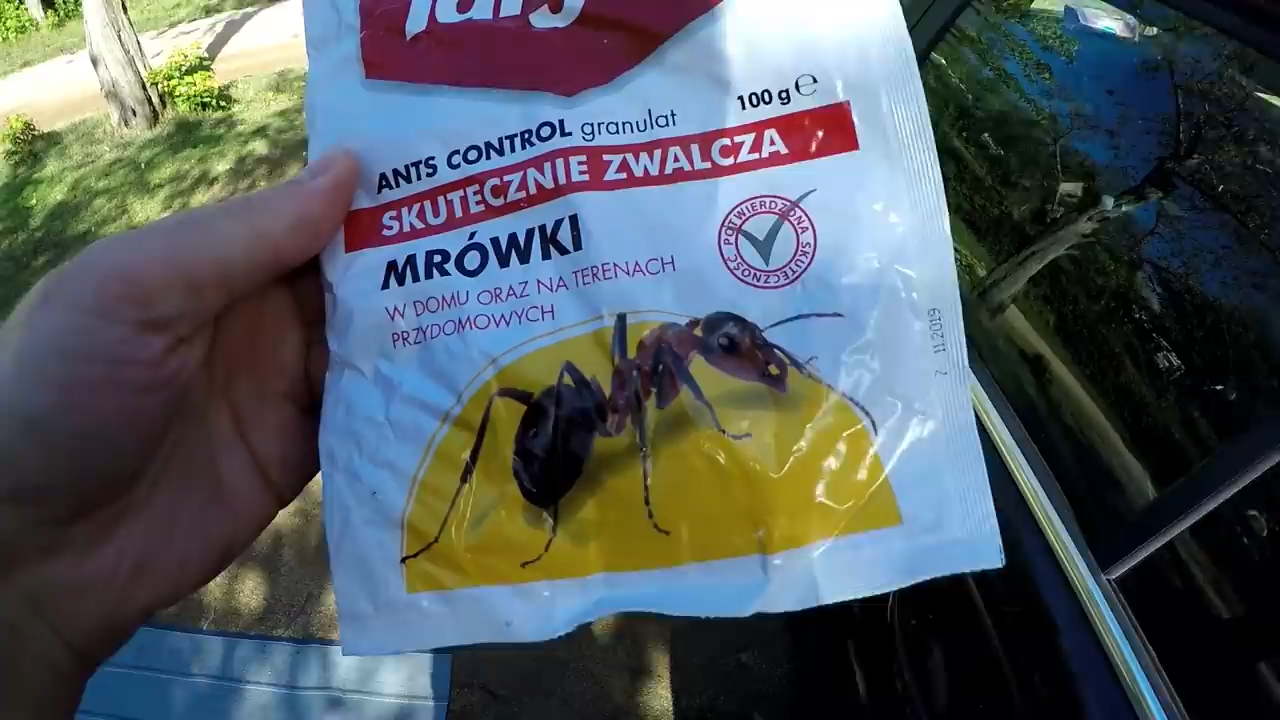 100 g e
ANTS CONTROL granulat
SKUTECZNIE ZWALCZA
MRÓWKI
W DOMU ORAZ NA TERENACH
PRZYDOMOWYCH
POTWIERDZONA SKUTECZNOŚĆ
11.2019